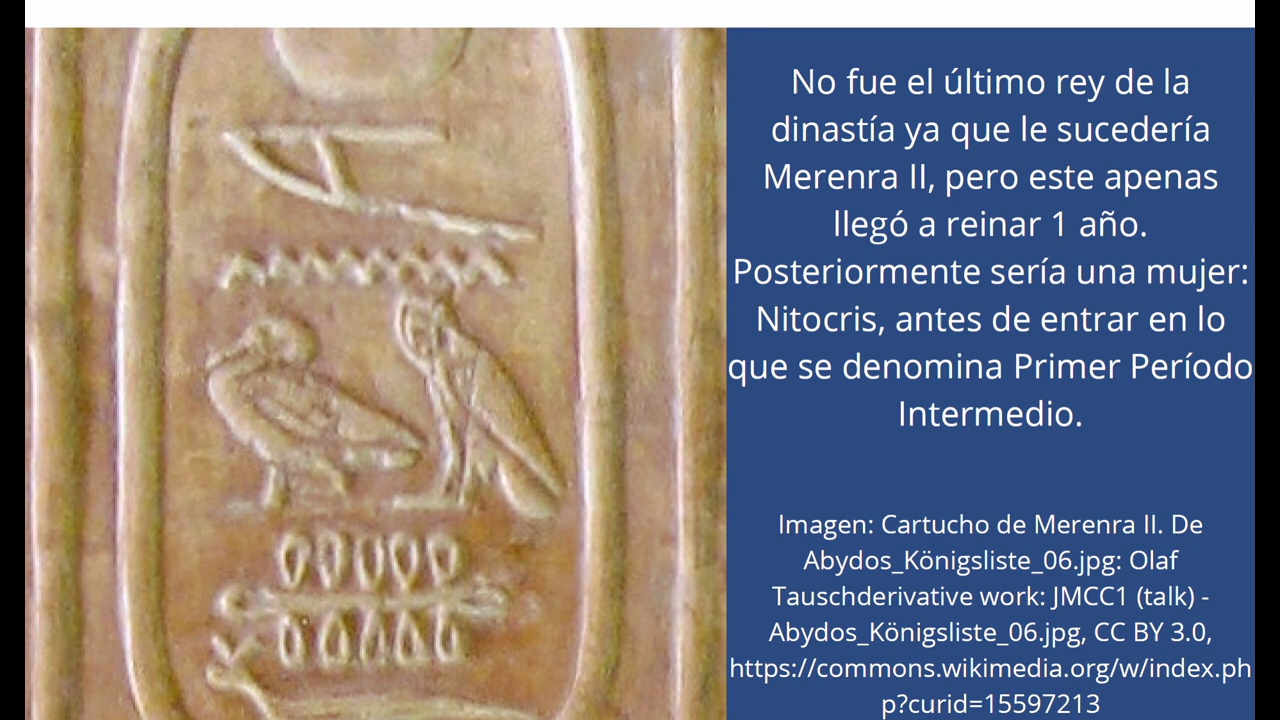 No fue el último rey de la
dinastía ya que le sucedería
Merenra II, pero este apenas
llegó a reinar 1 año.
Posteriormente sería una mujer:
Nitocris, antes de entrar en lo
que se denomina Primer Período
Intermedio.
Imagen: Cartucho de Merenra II. De
Abydos_Königsliste_06.jpg: Olaf
Tauschderivative work: JMCC1 (talk) -
Abydos_Königsliste_06.jpg, CC BY 3.0,
https://commons.wikimedia.org/w/index.ph
p?curid=15597213